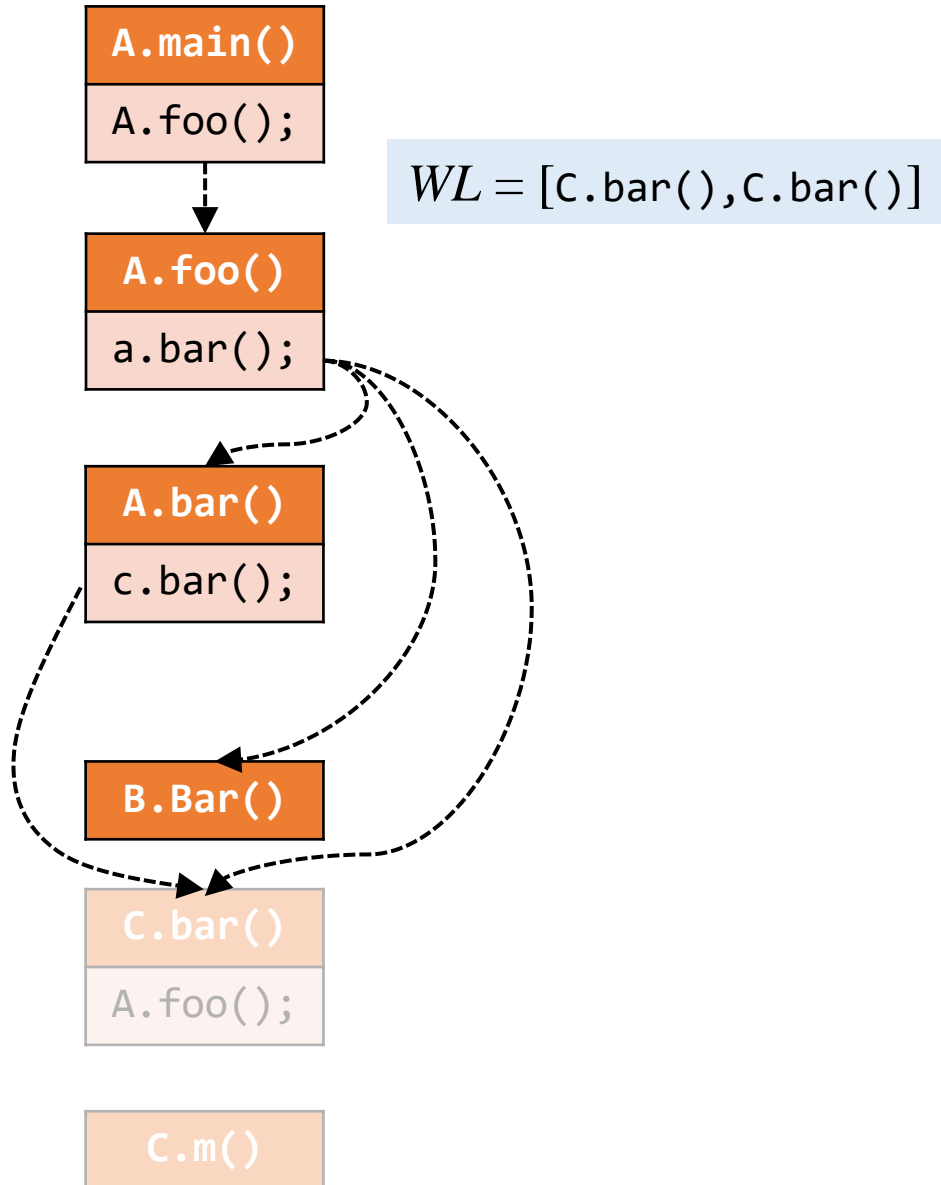 A.main()
A.foo();
WL = [C.bar(),C.bar()]
A.foo()
a.bar();
A.bar()
c.bar();
B.Bar()
C.bar()
A.foo();
C.m()